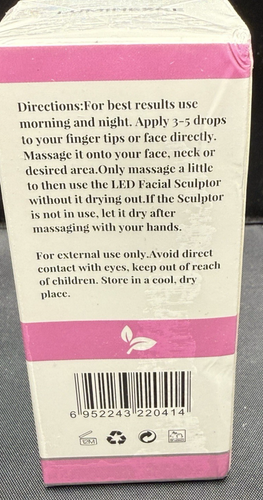 Directions:For best results use
morning and night. Apply 3-5 drops
to your finger tips or face directly.
Massage it onto your face, neck or
desired area.Only massage a little
to then use the LED Facial Sculptor
without it drying out.If the Sculptor
is not in use, let it dry after
massaging with your hands.
For external use only.Avoid direct
contact with eyes, keep out of reach
of children. Store in a cool, dry
place.
6 952243 220414
12M